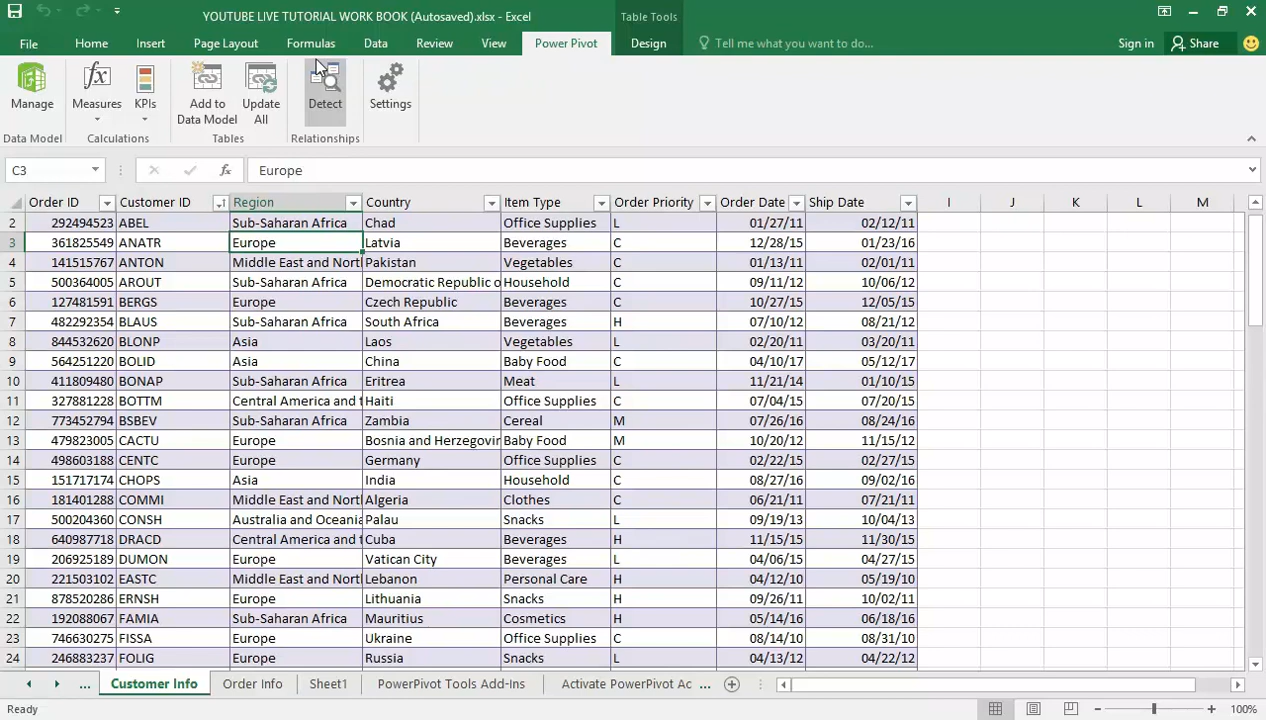 YOUTUBE LIVE TUTORIAL WORK BOOK (Autosaved).xlsx - Excel Table Tools
File Home Insert Page Layout Formulas Data Review View Power Pivot Design Tell me what you want to do... Sign in Share
Manage Measures KPIs Add to Data Model Update All Detect Settings
Data Model Calculations Tables Relationships
C3 fx Europe
Order ID Customer ID Region Country Item Type Order Priority Order Date Ship Date I J K L M
2 292494523 ABEL Sub-Saharan Africa Chad Office Supplies L 01/27/11 02/12/11
3 361825549 ANATR Europe Latvia Beverages C 12/28/15 01/23/16
4 141515767 ANTON Middle East and Nort Pakistan Vegetables C 01/13/11 02/01/11
5 500364005 AROUT Sub-Saharan Africa Democratic Republic o Household C 09/11/12 10/06/12
6 127481591 BERGS Europe Czech Republic Beverages C 10/27/15 12/05/15
7 482292354 BLAUS Sub-Saharan Africa South Africa Beverages H 07/10/12 08/21/12
8 844532620 BLONP Asia Laos Vegetables L 02/20/11 03/20/11
9 564251220 BOLID Asia China Baby Food C 04/10/17 05/12/17
10 411809480 BONAP Sub-Saharan Africa Eritrea Meat L 11/21/14 01/10/15
11 327881228 BOTTM Central America and t Haiti Office Supplies C 07/04/15 07/20/15
12 773452794 BSBEV Sub-Saharan Africa Zambia Cereal M 07/26/16 08/24/16
13 479823005 CACTU Europe Bosnia and Herzegovin Baby Food M 10/20/12 11/15/12
14 498603188 CENTC Europe Germany Office Supplies C 02/22/15 02/27/15
15 151717174 CHOPS Asia India Household C 08/27/16 09/02/16
16 181401288 COMMI Middle East and Nort Algeria Clothes C 06/21/11 07/21/11
17 500204360 CONSH Australia and Oceania Palau Snacks L 09/19/13 10/04/13
18 640987718 DRACD Central America and t Cuba Beverages H 11/15/15 11/30/15
19 206925189 DUMON Europe Vatican City Beverages L 04/06/15 04/27/15
20 221503102 EASTC Middle East and Nort Lebanon Personal Care H 04/12/10 05/19/10
21 878520286 ERNSH Europe Lithuania Snacks H 09/26/11 10/02/11
22 192088067 FAMIA Sub-Saharan Africa Mauritius Cosmetics H 05/14/16 06/18/16
23 746630275 FISSA Europe Ukraine Office Supplies C 08/14/10 08/31/10
24 246883237 FOLIG Europe Russia Snacks L 04/13/12 04/22/12
... Customer Info Order Info Sheet1 PowerPivot Tools Add-Ins Activate PowerPivot Ac ...
Ready 100%